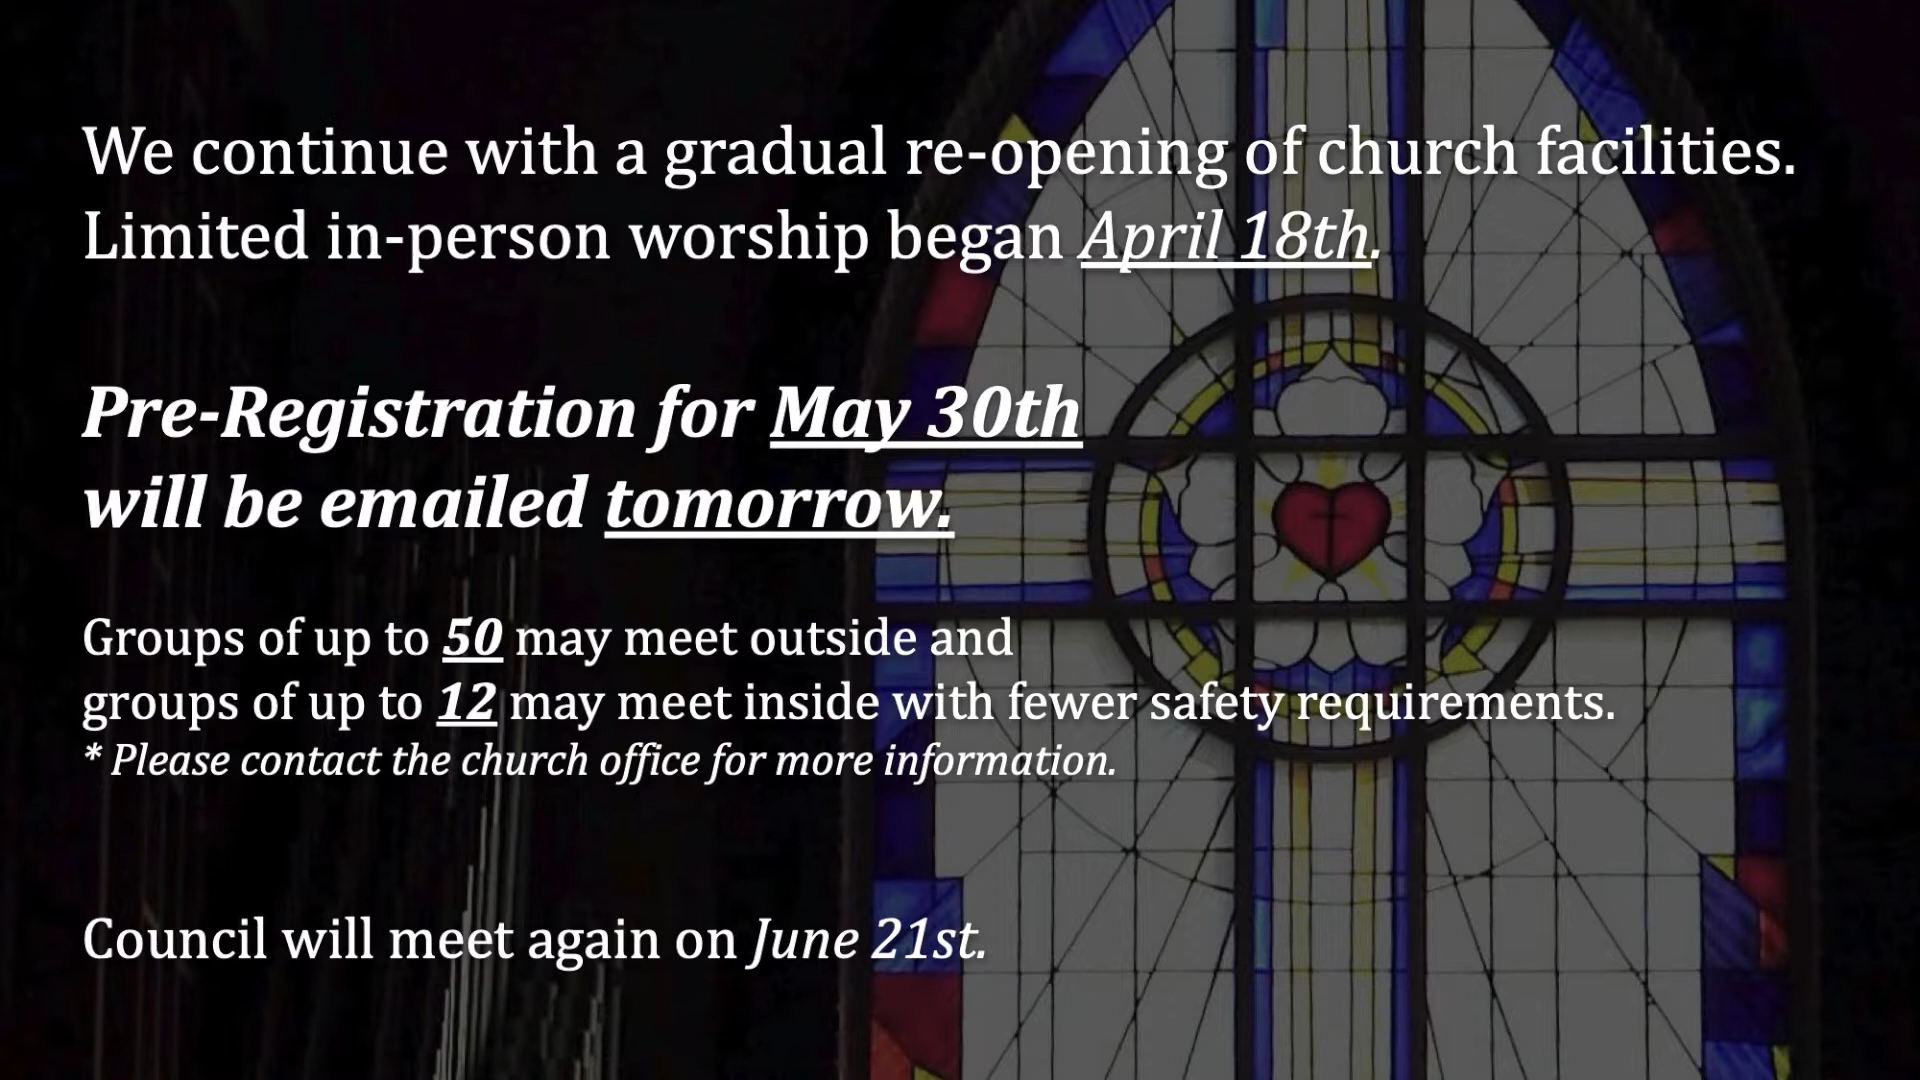 We continue with a gradual re-opening of church facilities.
Limited in-person worship began April 18th.
Pre-Registration for May 30th
will be emailed tomorrow.
Groups of up to 50 may meet outside and
groups of up to 12 may meet inside with fewer safety requirements.
* Please contact the church office for more information.
Council will meet again on June 21st.